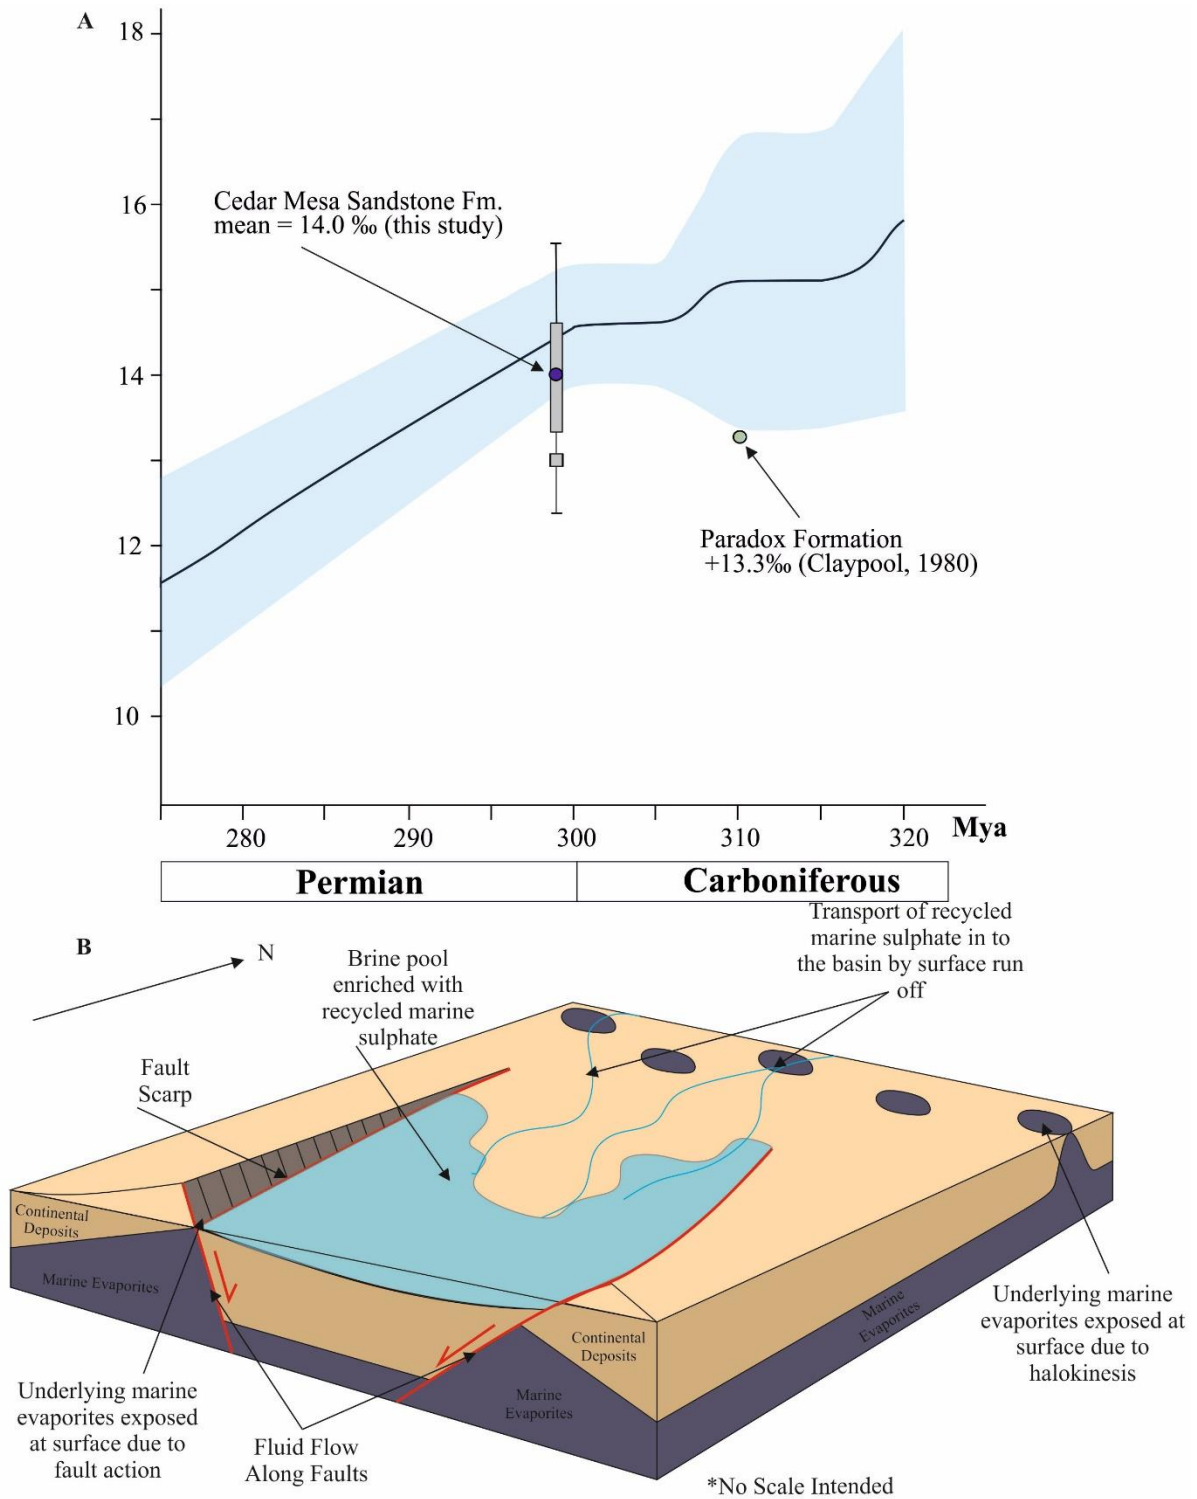 A
18
16
14
12
10
Cedar Mesa Sandstone Fm.
mean = 14.0 ‰ (this study)
Paradox Formation
+13.3‰ (Claypool, 1980)
280
290
300
310
320
Mya
Permian
Carboniferous
B
N
Brine pool
enriched with
recycled marine
sulphate
Transport of recycled
marine sulphate in to
the basin by surface run
off
Fault
Scarp
Continental
Deposits
Marine Evaporites
Continental
Deposits
Marine
Evaporites
Marine
Evaporites
Underlying marine
evaporites exposed at
surface due to
halokinesis
Underlying marine
evaporites exposed
at surface due to
fault action
Fluid Flow
Along Faults
*No Scale Intended